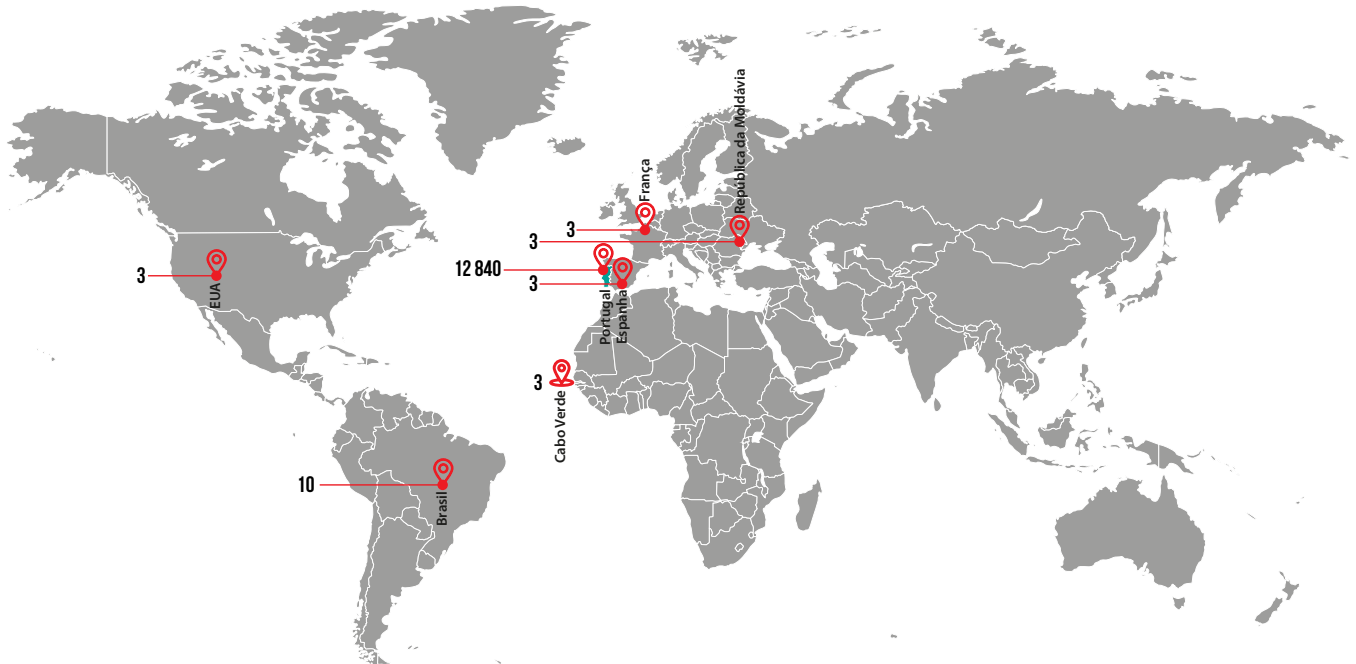 República da Moldávia
França
3
3
12 840
3
3
EUA
Portugal
Espanha
3
Cabo Verde
10
Brasil